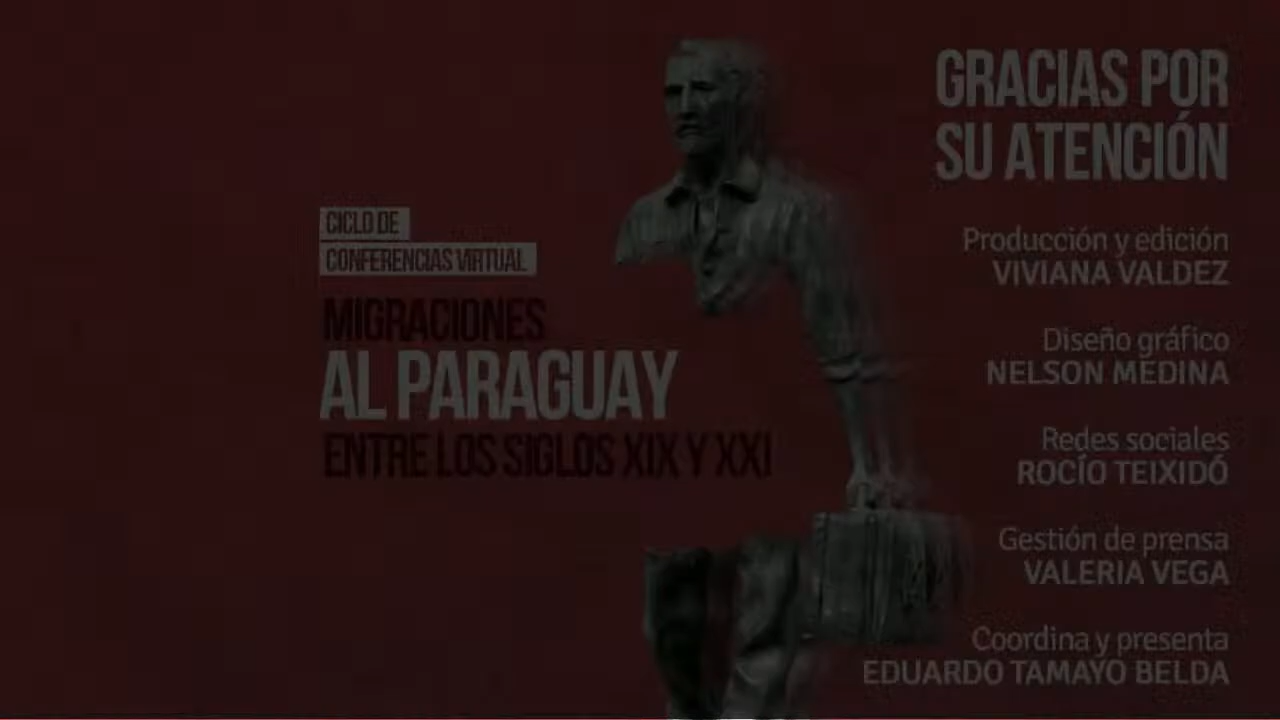 CICLO DE
CONFERENCIAS VIRTUAL
MIGRACIONES
AL PARAGUAY
ENTRE LOS SIGLOS XIX Y XXI
GRACIAS POR
SU ATENCIÓN
Producción y edición
VIVIANA VALDEZ
Diseño gráfico
NELSON MEDINA
Redes sociales
ROCÍO TEIXIDÓ
Gestión de prensa
VALERIA VEGA
Coordina y presenta
EDUARDO TAMAYO BELDA